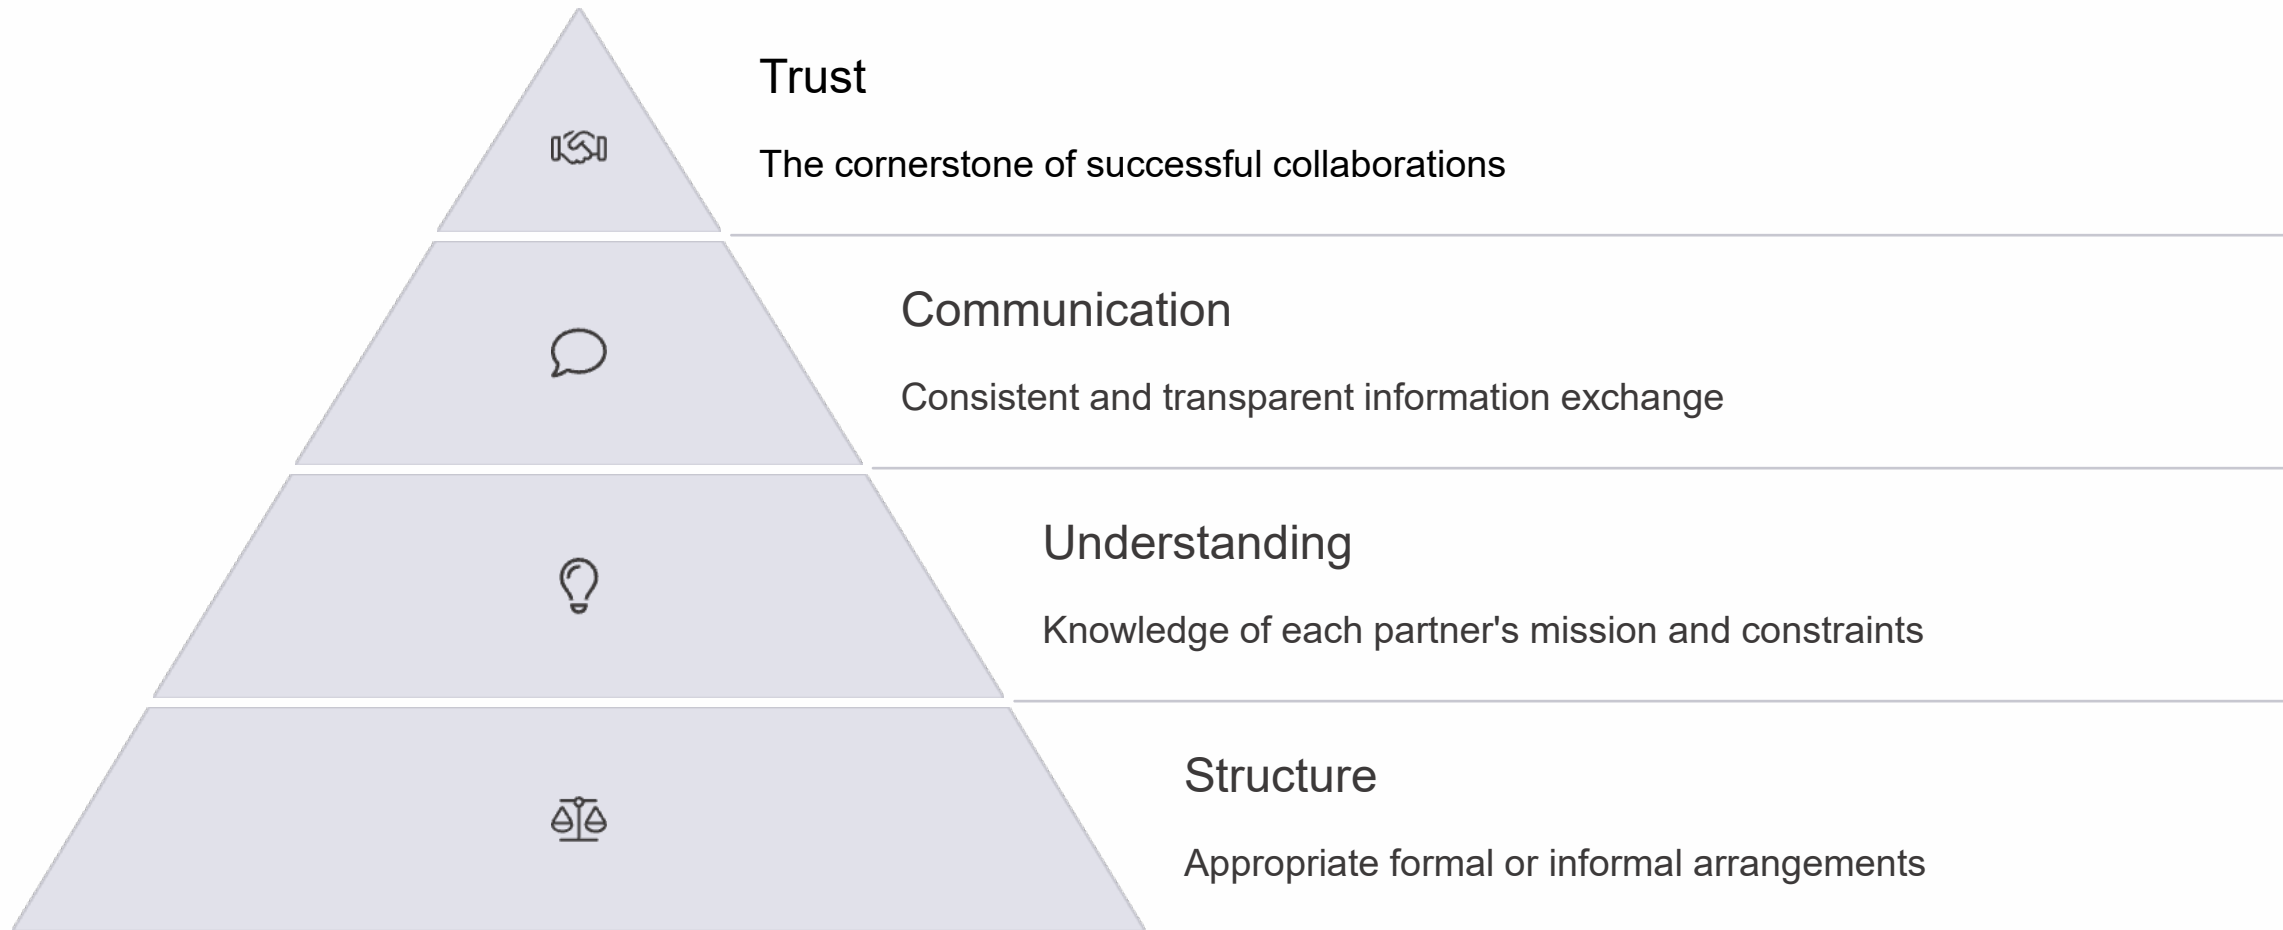 Trust
The cornerstone of successful collaborations
Communication
Consistent and transparent information exchange
Understanding
Knowledge of each partner's mission and constraints
Structure
Appropriate formal or informal arrangements